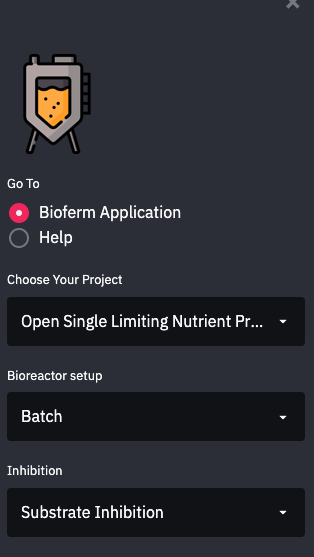 Go To
Bioferm Application
Help
Choose Your Project
Open Single Limiting Nutrient Pr...
Bioreactor setup
Batch
Inhibition
Substrate Inhibition